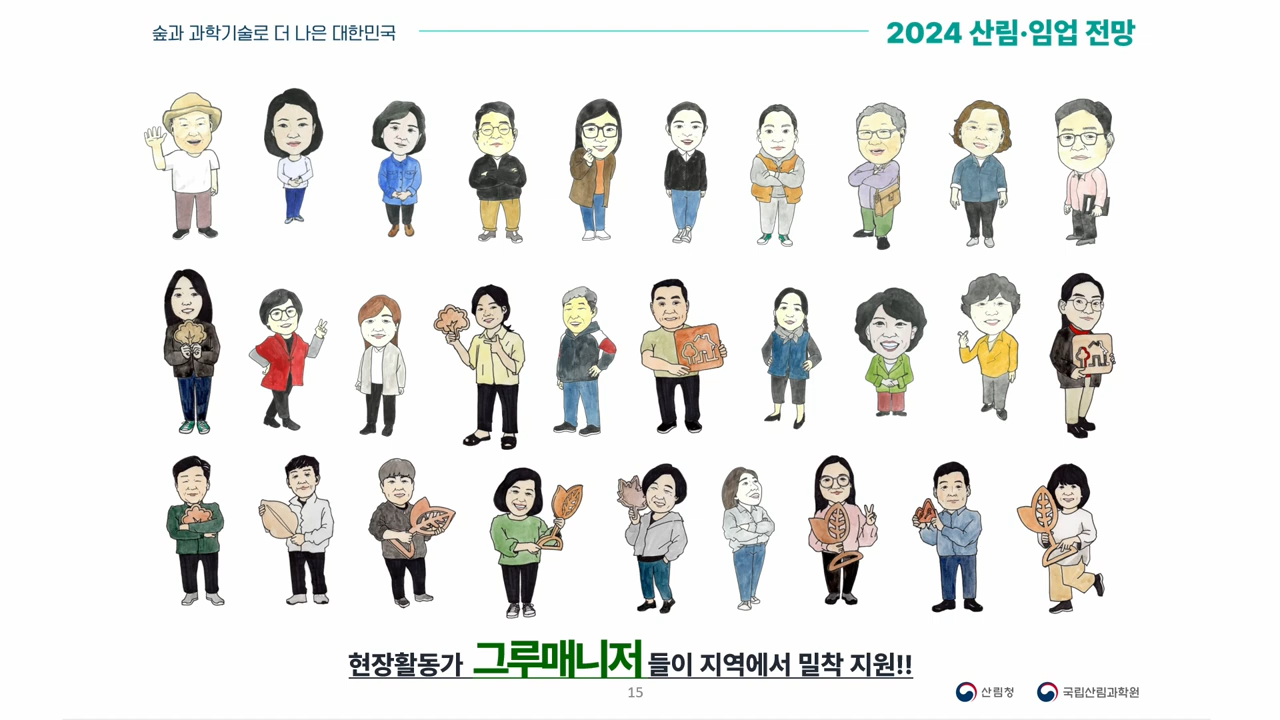 숲과 과학기술로 더 나은 대한민국
2024 산림·임업 전망
현장활동가 그루매니저들이 지역에서 밀착 지원!!
15
산림청
국립산림과학원